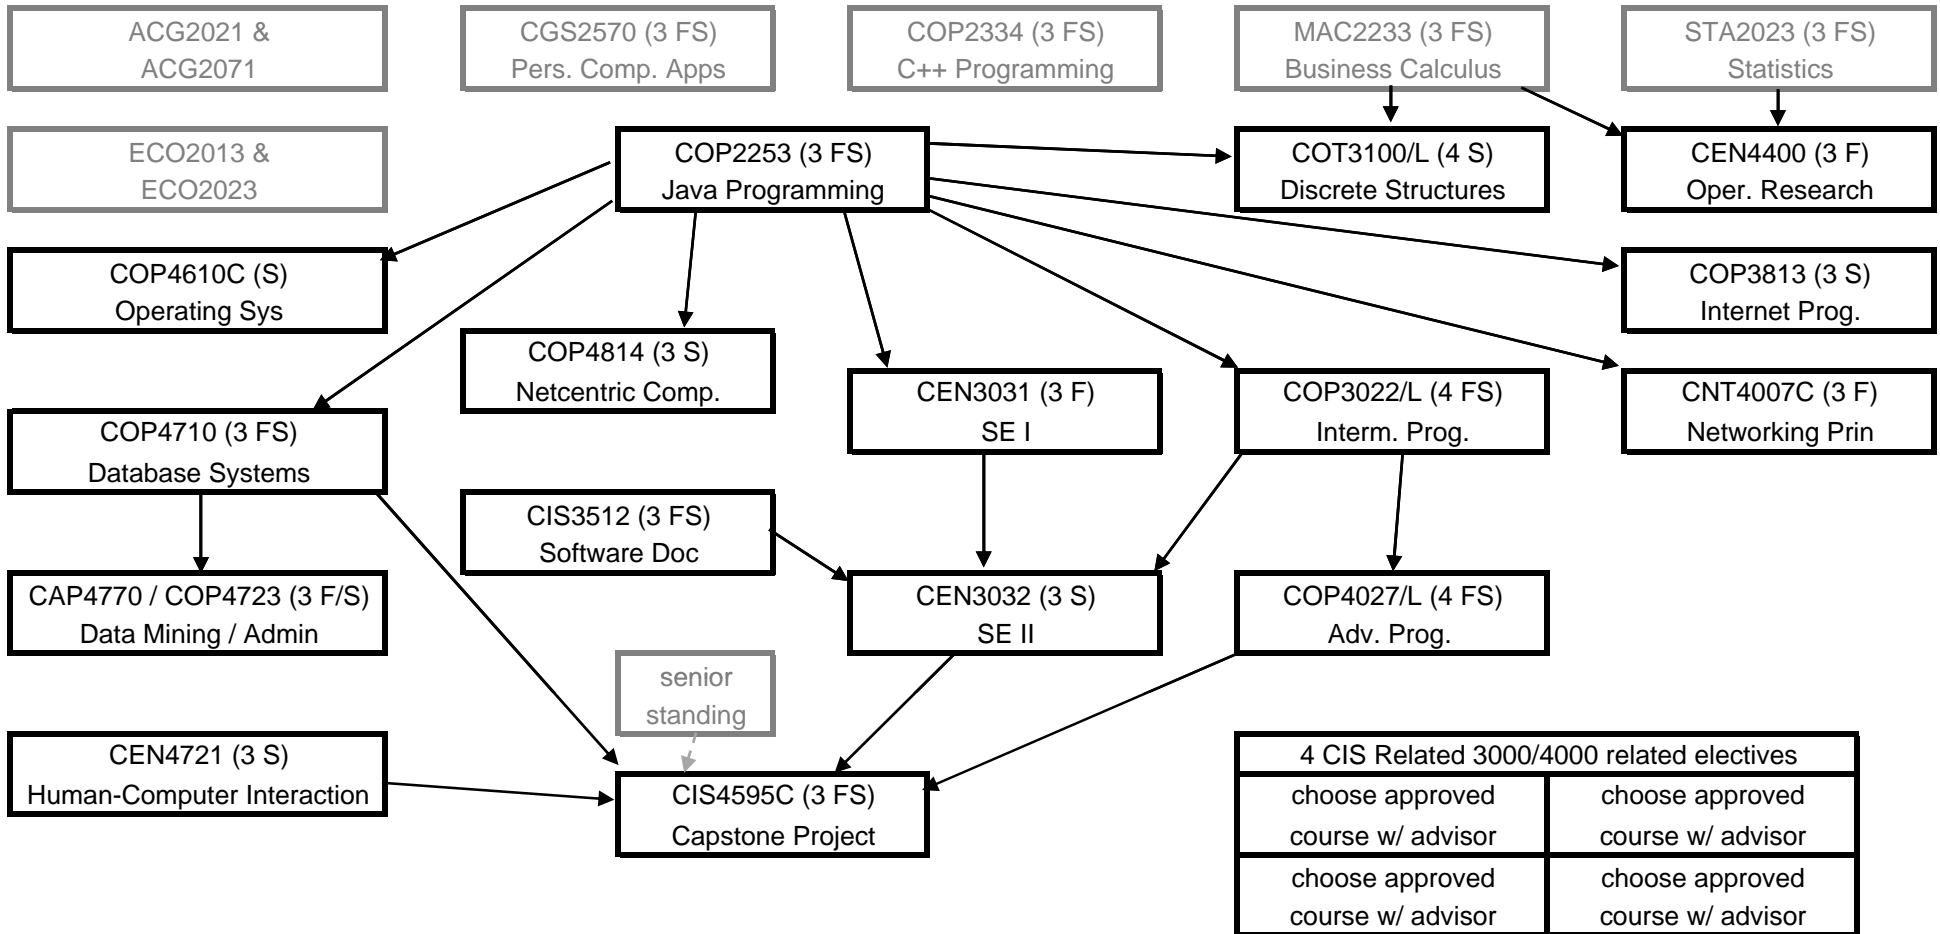 ACG2021 &
ACG2071
CGS2570 (3 FS)
Pers. Comp. Apps
COP2334 (3 FS)
C++ Programming
MAC2233 (3 FS)
Business Calculus
STA2023 (3 FS)
Statistics
ECO2013 &
ECO2023
COP2253 (3 FS)
Java Programming
COT3100/L (4 S)
Discrete Structures
CEN4400 (3 F)
Oper. Research
COP4610C (S)
Operating Sys
COP3813 (3 S)
Internet Prog.
COP4814 (3 S)
Netcentric Comp.
CEN3031 (3 F)
SE I
COP3022/L (4 FS)
Interm. Prog.
CNT4007C (3 F)
Networking Prin
COP4710 (3 FS)
Database Systems
CIS3512 (3 FS)
Software Doc
CAP4770 / COP4723 (3 F/S)
Data Mining / Admin
CEN3032 (3 S)
SE II
COP4027/L (4 FS)
Adv. Prog.
senior
standing
CEN4721 (3 S)
Human-Computer Interaction
CIS4595C (3 FS)
Capstone Project
4 CIS Related 3000/4000 related electives
choose approved
course w/ advisor
choose approved
course w/ advisor
choose approved
course w/ advisor
choose approved
course w/ advisor